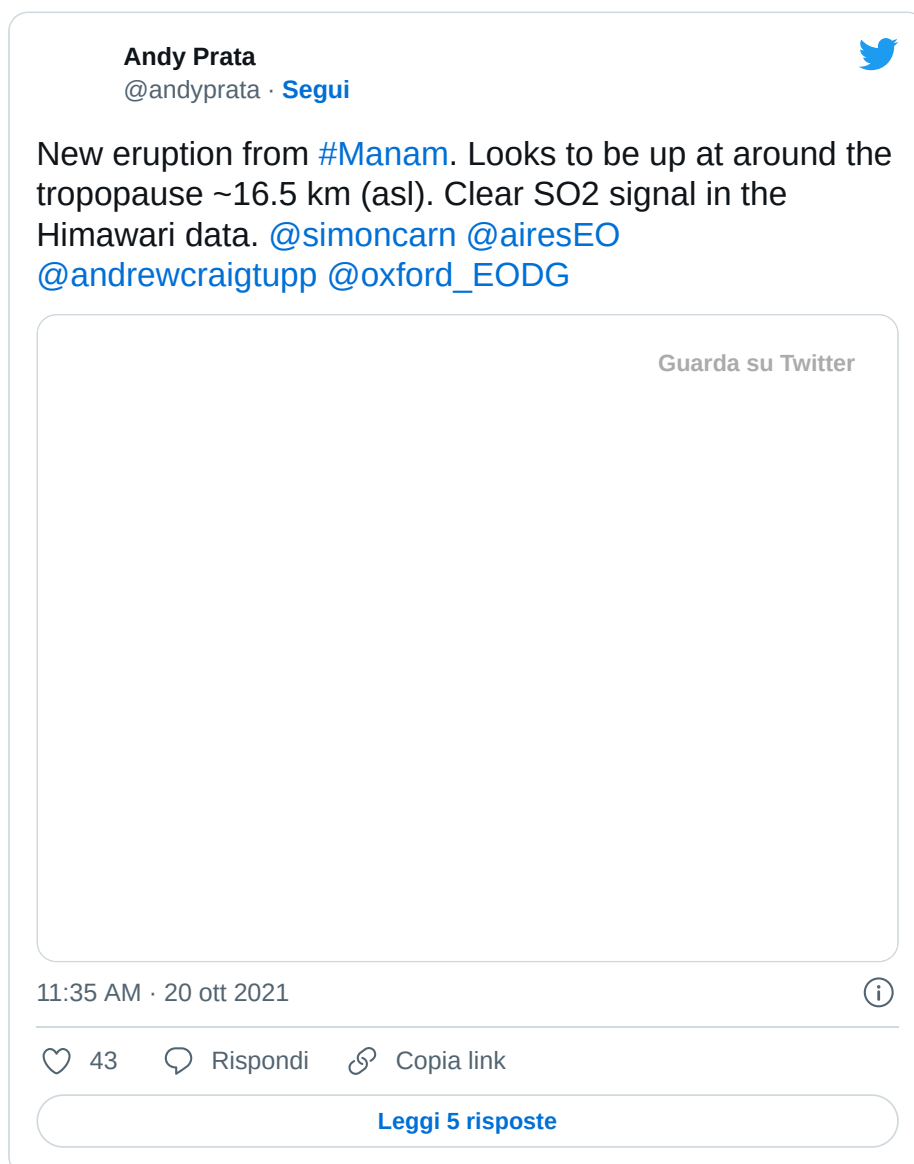 Andy Prata
@andyprata · Segui
New eruption from #Manam. Looks to be up at around the
tropopause ~16.5 km (asl). Clear SO2 signal in the
Himawari data. @simoncarn @airesEO
@andrewcraigtupp @oxford_EODG
Guarda su Twitter
11:35 AM · 20 ott 2021
43 Rispondi Copia link
Leggi 5 risposte